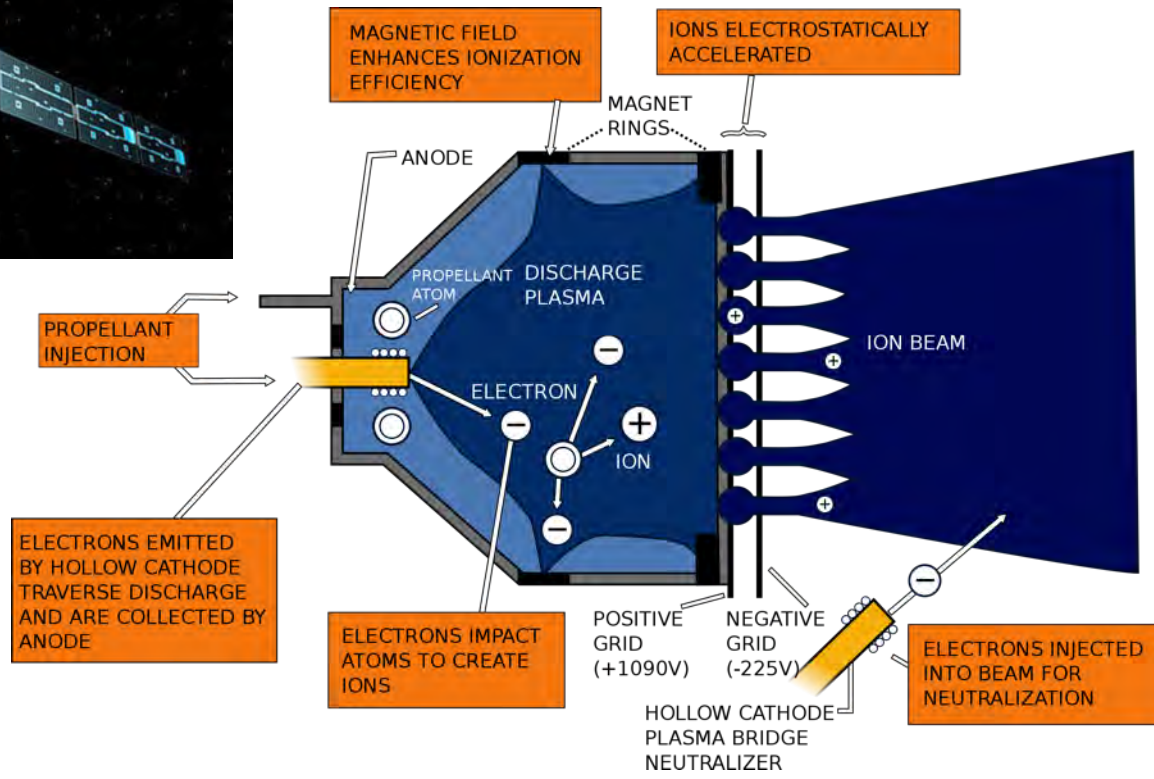 MAGNETIC FIELD
ENHANCES IONIZATION
EFFICIENCY
IONS ELECTROSTATICALLY
ACCELERATED
MAGNET
RINGS
ANODE
PROPELLANT
ATOM
DISCHARGE
PLASMA
PROPELLANT
INJECTION
ION BEAM
ELECTRON
ION
ELECTRONS EMITTED
BY HOLLOW CATHODE
TRAVERSE DISCHARGE
AND ARE COLLECTED BY
ANODE
ELECTRONS IMPACT
ATOMS TO CREATE
IONS
POSITIVE
GRID
(+1090V)
NEGATIVE
GRID
(-225V)
ELECTRONS INJECTED
INTO BEAM FOR
NEUTRALIZATION
HOLLOW CATHODE
PLASMA BRIDGE
NEUTRALIZER